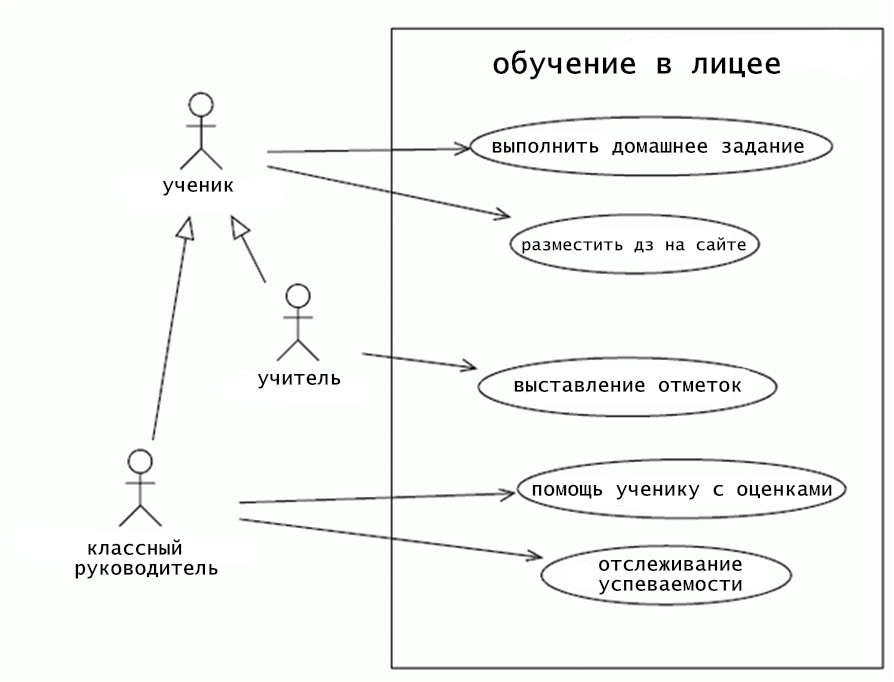 обучение в лицее
выполнить домашнее задание
ученик
разместить дз на сайте
учитель
выставление отметок
помощь ученику с оценками
классный
руководитель
отслеживание
успеваемости